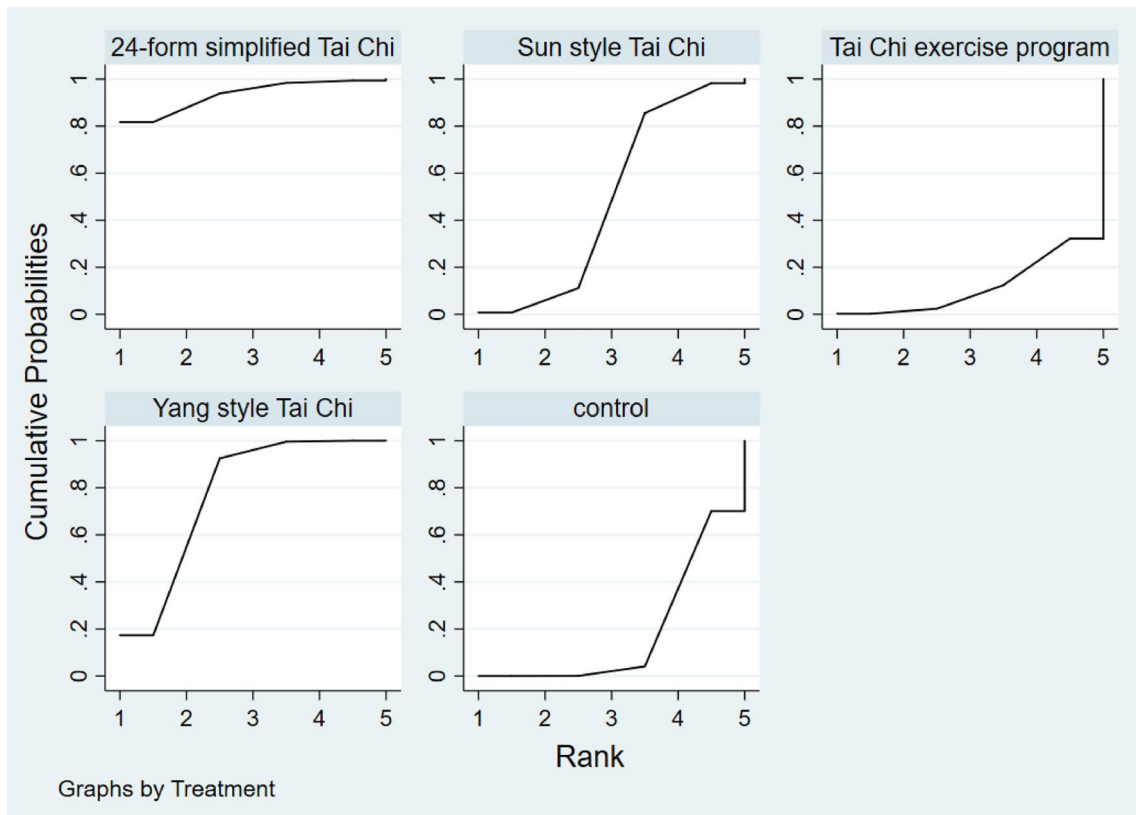 24-form simplified Tai Chi
Sun style Tai Chi
Tai Chi exercise program
0 .2 .4 .6 .8 1
1 2 3 4 5
0 .2 .4 .6 .8 1
1 2 3 4 5
0 .2 .4 .6 .8 1
1 2 3 4 5
Yang style Tai Chi
control
0 .2 .4 .6 .8 1
1 2 3 4 5
0 .2 .4 .6 .8 1
1 2 3 4 5
Cumulative Probabilities
Rank
Graphs by Treatment